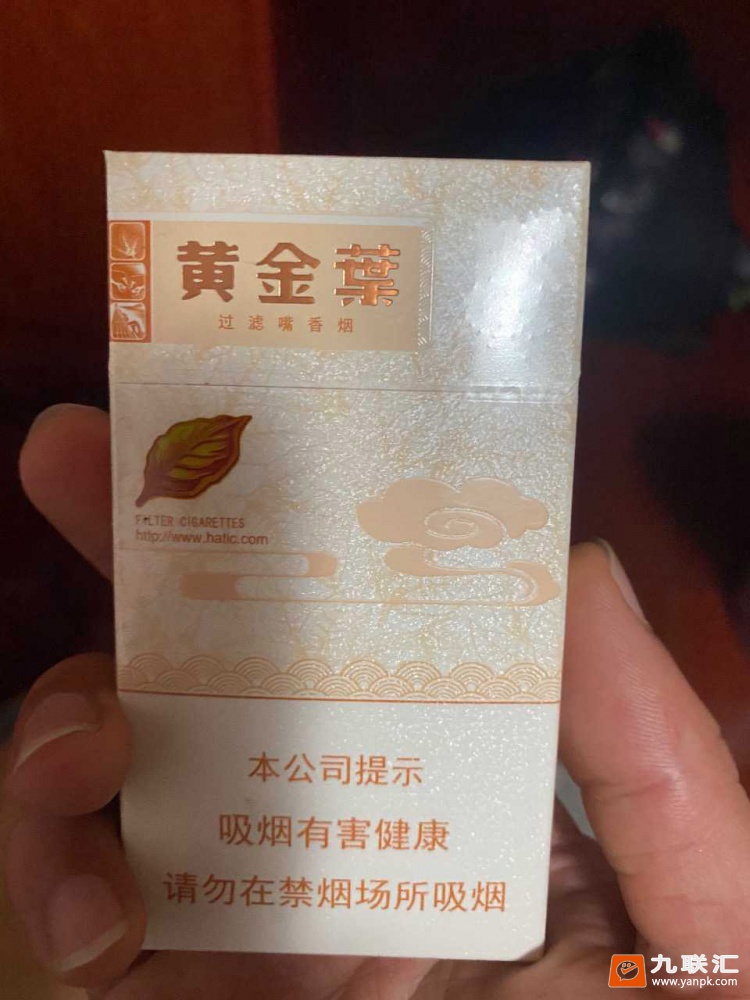 黄金葉
过滤嘴香烟
FILTER CIGARETTES
http://www.hatic.com
本公司提示
吸烟有害健康
请勿在禁烟场所吸烟
九联汇
www.yanpk.com